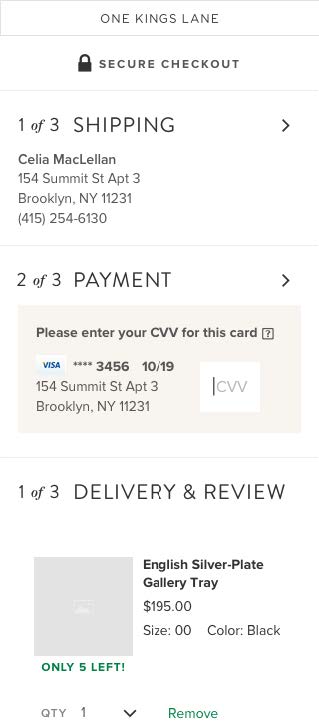 ONE KINGS LANE
SECURE CHECKOUT
1 of 3 SHIPPING
Celia MacLellan
154 Summit St Apt 3
Brooklyn, NY 11231
(415) 254-6130
2 of 3 PAYMENT
Please enter your CVV for this card ?
VISA **** 3456 10/19
154 Summit St Apt 3
Brooklyn, NY 11231
CVV
1 of 3 DELIVERY & REVIEW
English Silver-Plate
Gallery Tray
$195.00
Size: 00 Color: Black
ONLY 5 LEFT!
QTY 1 Remove